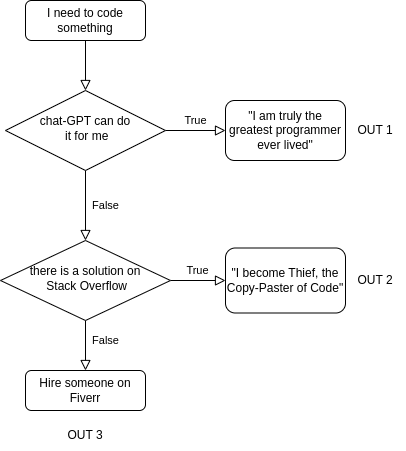 I need to code
something
chat-GPT can do
it for me
True
"I am truly the
greatest programmer
ever lived"
OUT 1
False
there is a solution on
Stack Overflow
True
"I become Thief, the
Copy-Paster of Code"
OUT 2
False
Hire someone on
Fiverr
OUT 3